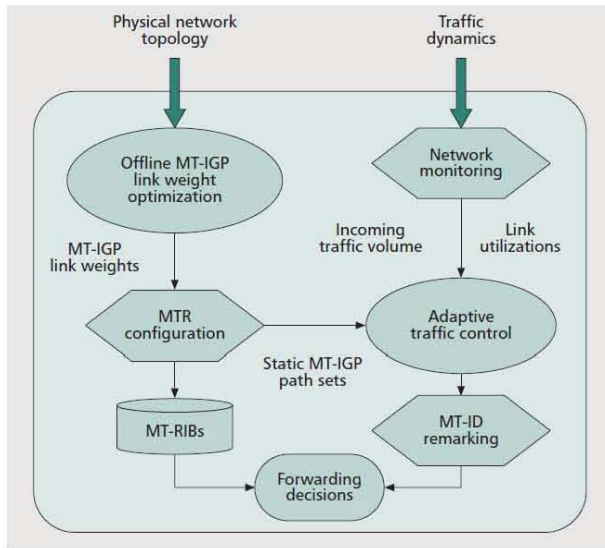 Physical network
topology
Traffic
dynamics
Offline MT-IGP
link weight
optimization
Network
monitoring
MT-IGP
link weights
Incoming
traffic volume
Link
utilizations
MTR
configuration
Adaptive
traffic control
Static MT-IGP
path sets
MT-RIBs
MT-ID
remarking
Forwarding
decisions